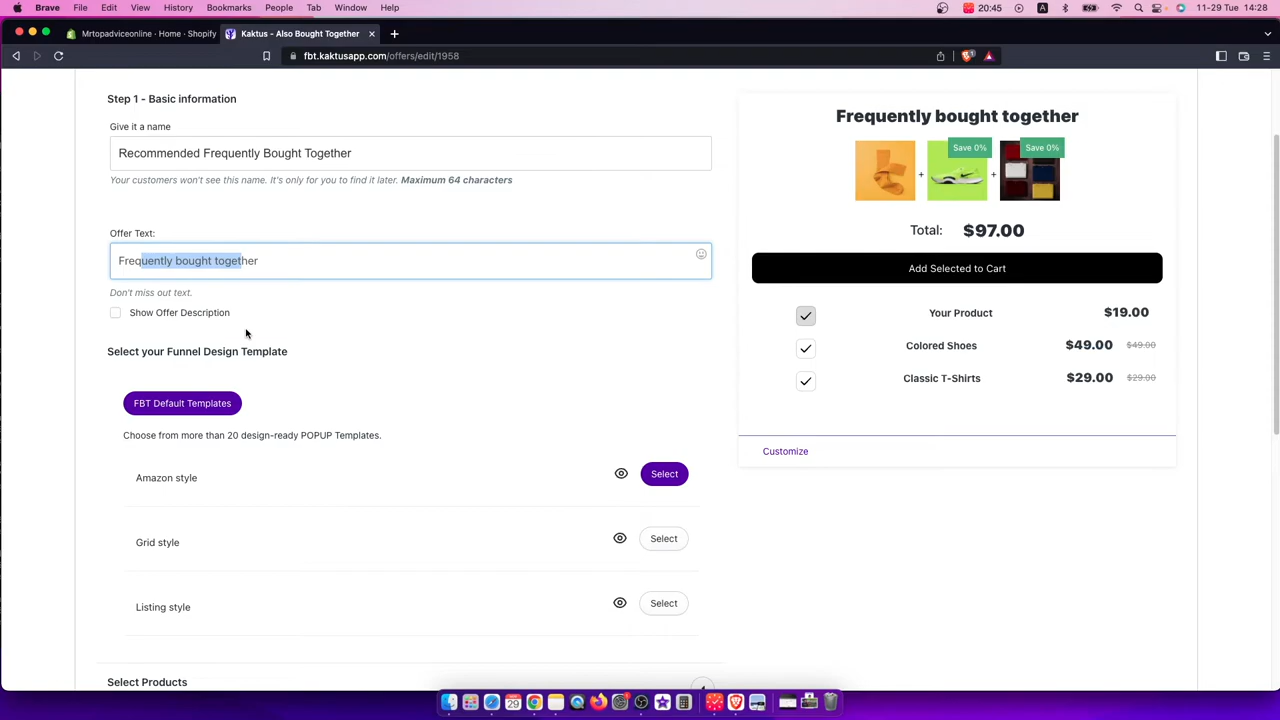 Brave File Edit View History Bookmarks People Tab Window Help 20:45 A 11-29 Tue 14:28
Mrtopadviceonline · Home · Shopify Kaktus - Also Bought Together
fbt.kaktusapp.com/offers/edit/1958
Step 1 - Basic information
Give it a name
Recommended Frequently Bought Together
Your customers won't see this name. It's only for you to find it later. Maximum 64 characters
Offer Text:
Frequently bought together
Don't miss out text.
Show Offer Description
Select your Funnel Design Template
FBT Default Templates
Choose from more than 20 design-ready POPUP Templates.
Amazon style Select
Grid style Select
Listing style Select
Select Products
Frequently bought together
Save 0% Save 0%
+ +
Total: $97.00
Add Selected to Cart
Your Product $19.00
Colored Shoes $49.00 $49.00
Classic T-Shirts $29.00 $29.00
Customize
29